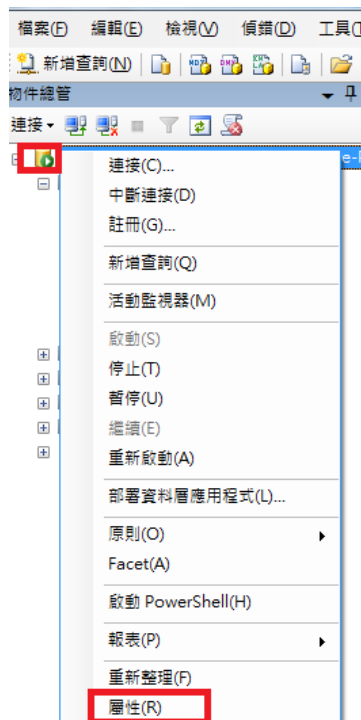 檔案(F) 編輯(E) 檢視(V) 偵錯(D) 工具(T
新增查詢(N)
物件總管
連接
連接(C)...
中斷連接(D)
註冊(G)...
新增查詢(Q)
活動監視器(M)
啟動(S)
停止(T)
暫停(U)
繼續(E)
重新啟動(A)
部署資料層應用程式(L)...
原則(O)
Facet(A)
啟動 PowerShell(H)
報表(P)
重新整理(F)
屬性(R)